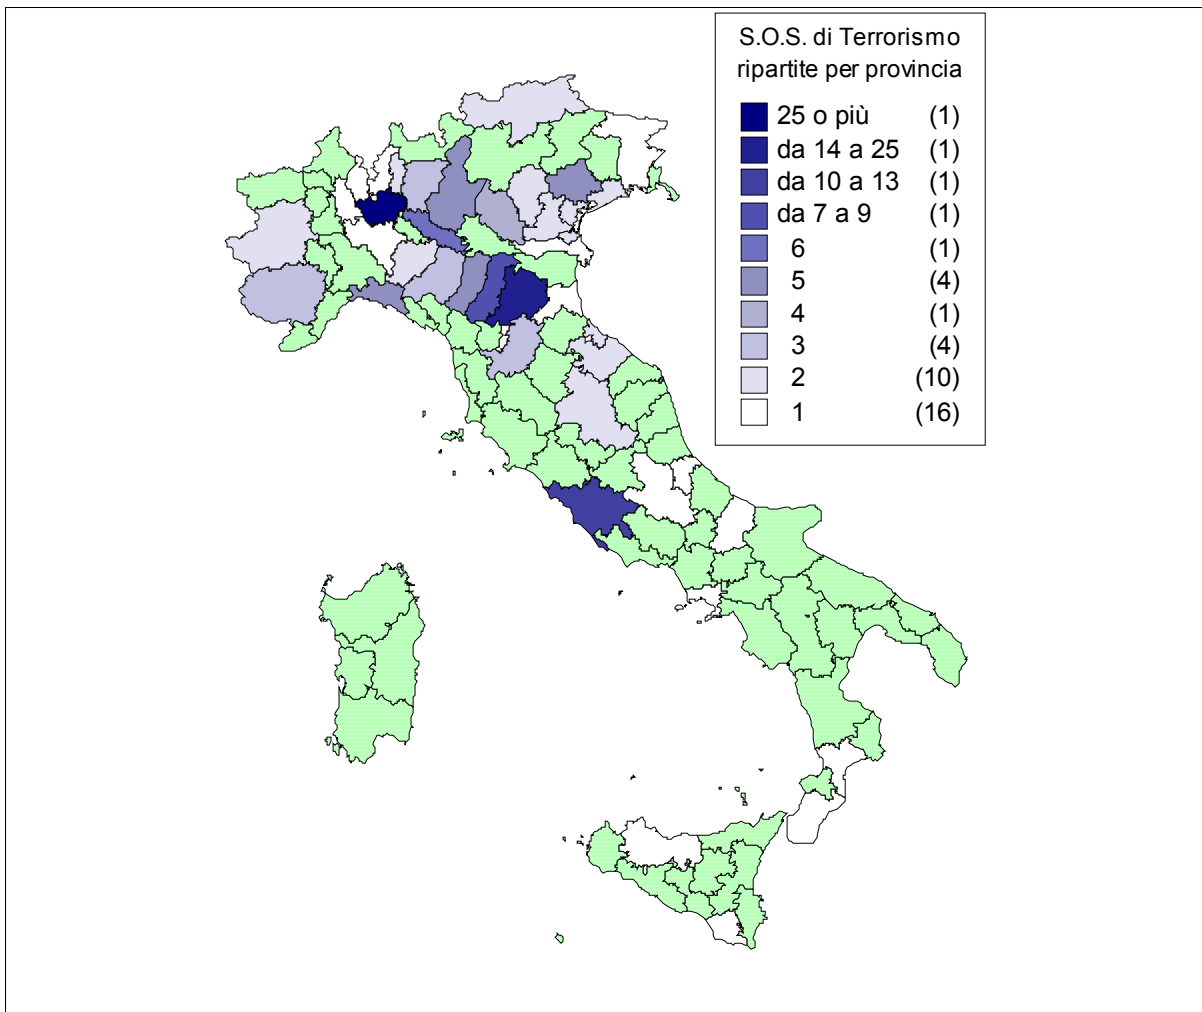 S.O.S. di Terrorismo
ripartite per provincia
25 o più (1)
da 14 a 25 (1)
da 10 a 13 (1)
da 7 a 9 (1)
6 (1)
5 (4)
4 (1)
3 (4)
2 (10)
1 (16)